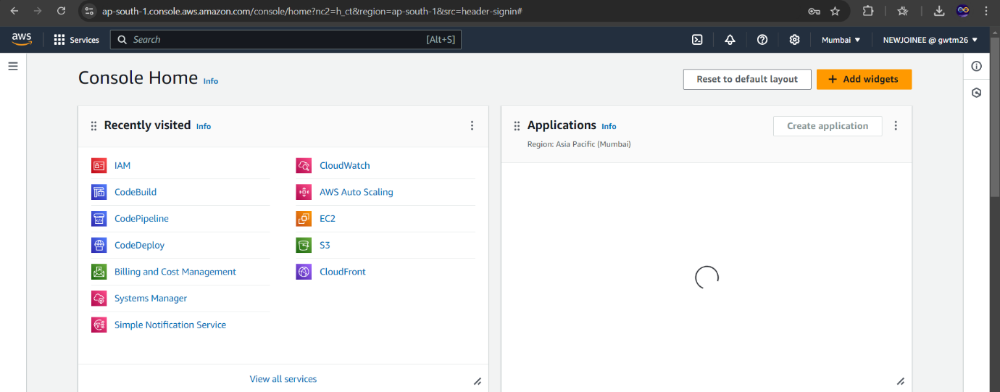 ap-south-1.console.aws.amazon.com/console/home?nc2=h_ct&region=ap-south-1&src=header-signin#
aws
Services
Search
[Alt+S]
Mumbai
NEWJOINEE @ gwtm26
Console Home Info
Reset to default layout
+ Add widgets
Recently visited Info
IAM
CodeBuild
CodePipeline
CodeDeploy
Billing and Cost Management
Systems Manager
Simple Notification Service
CloudWatch
AWS Auto Scaling
EC2
S3
CloudFront
View all services
Applications Info
Region: Asia Pacific (Mumbai)
Create application